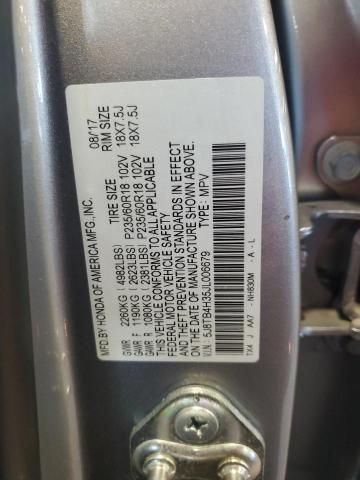 MFD.BY HONDA OF AMERICA MFG.,INC. 08/17
TIRE SIZE RIM SIZE
GVWR 2260KG (4982LBS)
GAWR F 1190KG (2623LBS) P235/60R18 102V 18X7.5J
GAWR R 1080KG (2381LBS) P235/60R18 102V 18X7.5J
THIS VEHICLE CONFORMS TO ALL APPLICABLE
FEDERAL MOTOR VEHICLE SAFETY
AND THEFT PREVENTION STANDARDS IN EFFECT
ON THE DATE OF MANUFACTURE SHOWN ABOVE.
V.I.N.: 5J8TB4H35JL006679 TYPE: MPV
TX4 J AA7 -NH830M -A -L